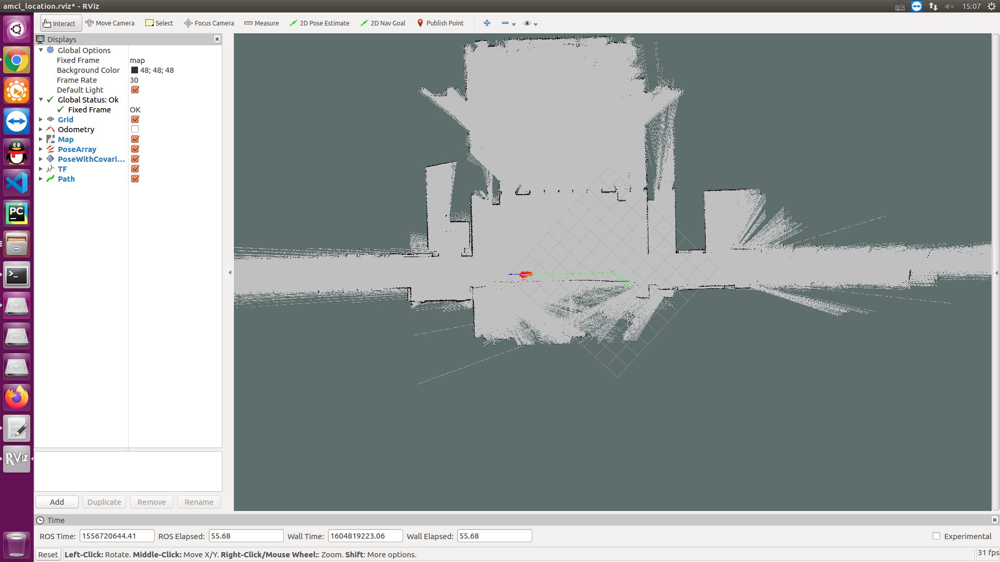 amcl_location.rviz* - RViz
15:07
Interact
Move Camera
Select
Focus Camera
Measure
2D Pose Estimate
2D Nav Goal
Publish Point
Displays
Global Options
Fixed Frame map
Background Color 48; 48; 48
Frame Rate 30
Default Light
Global Status: Ok
Fixed Frame OK
Grid
Odometry
Map
PoseArray
PoseWithCovari...
TF
Path
PC
>_
RViz
Add
Duplicate
Remove
Rename
Time
ROS Time: 1556720644.41 ROS Elapsed: 55.68 Wall Time: 1604819223.06 Wall Elapsed: 55.68 Experimental
Reset
Left-Click: Rotate. Middle-Click: Move X/Y. Right-Click/Mouse Wheel:: Zoom. Shift: More options.
31 fps